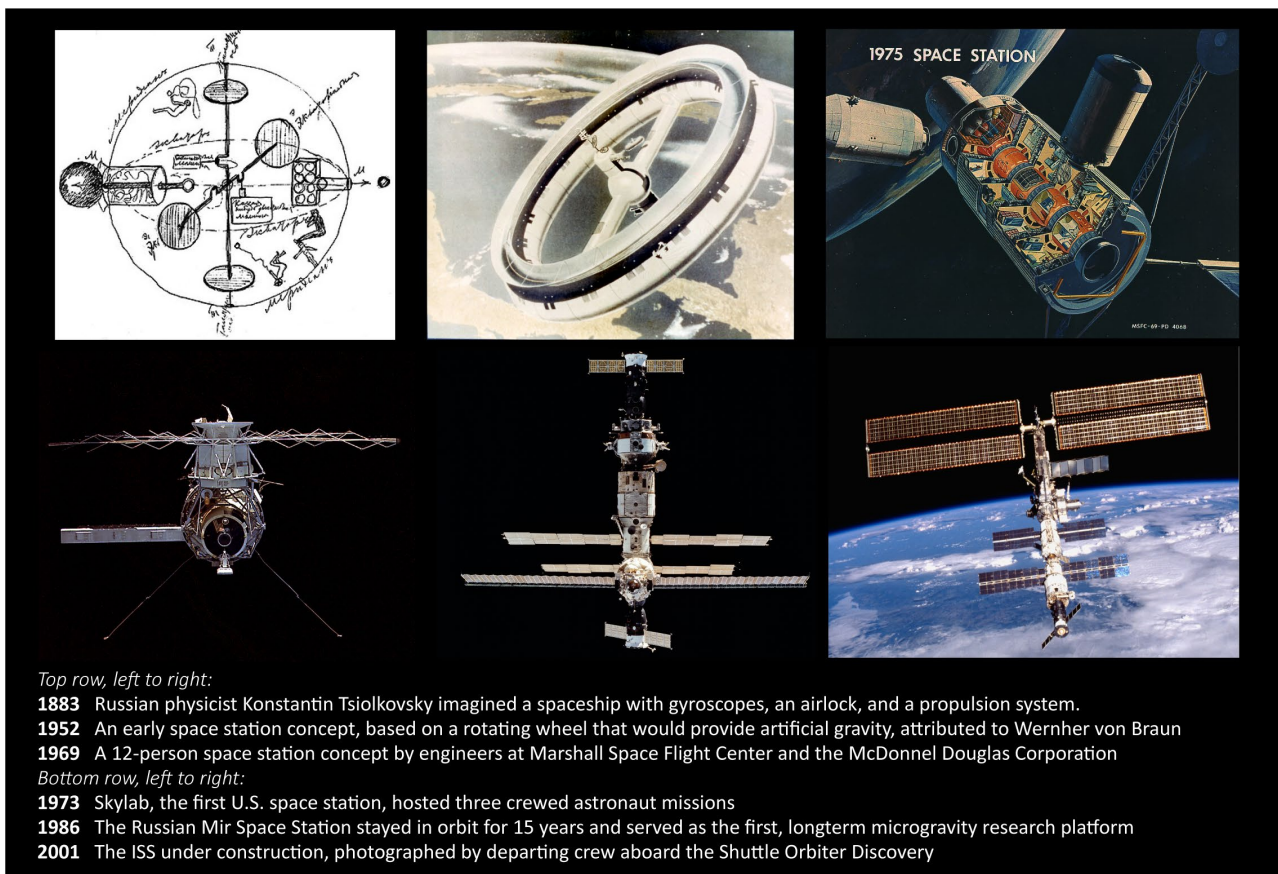 1975 SPACE STATION
MSFC-69-PD 4068
Top row, left to right:
1883 Russian physicist Konstantin Tsiolkovsky imagined a spaceship with gyroscopes, an airlock, and a propulsion system.
1952 An early space station concept, based on a rotating wheel that would provide artificial gravity, attributed to Wernher von Braun
1969 A 12-person space station concept by engineers at Marshall Space Flight Center and the McDonnel Douglas Corporation
Bottom row, left to right:
1973 Skylab, the first U.S. space station, hosted three crewed astronaut missions
1986 The Russian Mir Space Station stayed in orbit for 15 years and served as the first, longterm microgravity research platform
2001 The ISS under construction, photographed by departing crew aboard the Shuttle Orbiter Discovery